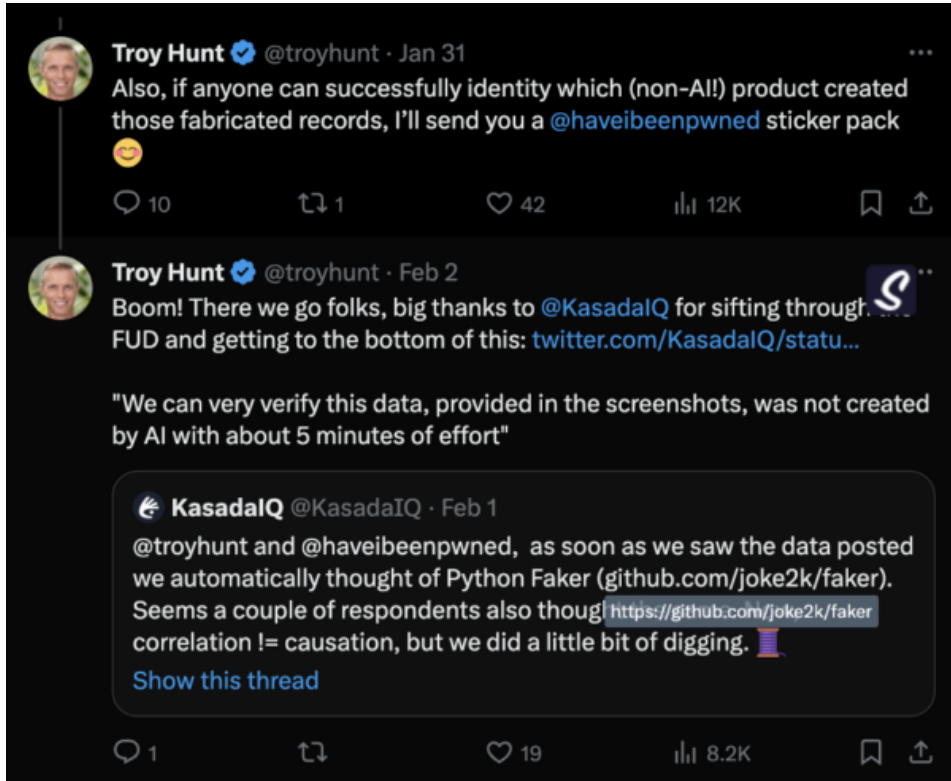 Troy Hunt @troyhunt · Jan 31
Also, if anyone can successfully identity which (non-AI!) product created
those fabricated records, I'll send you a @haveibeenpwned sticker pack
10 1 42 12K
Troy Hunt @troyhunt · Feb 2
S
Boom! There we go folks, big thanks to @KasadaIQ for sifting through
FUD and getting to the bottom of this: twitter.com/KasadaIQ/statu...
"We can very verify this data, provided in the screenshots, was not created
by AI with about 5 minutes of effort"
KasadaIQ @KasadaIQ · Feb 1
@troyhunt and @haveibeenpwned, as soon as we saw the data posted
we automatically thought of Python Faker (github.com/joke2k/faker).
Seems a couple of respondents also https://github.com/joke2k/faker
correlation != causation, but we did a little bit of digging.
Show this thread
1 19 8.2K